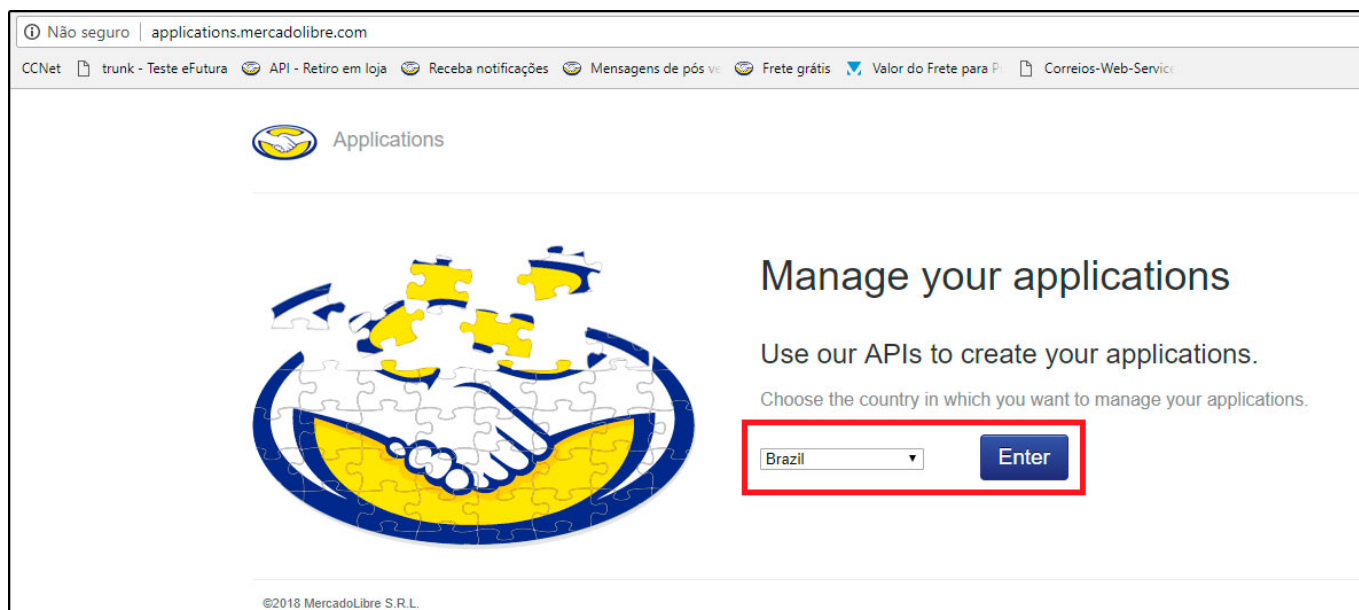 Não seguro applications.mercadolibre.com
CCNet trunk - Teste eFutura API - Retiro em loja Receba notificações Mensagens de pós Frete grátis Valor do Frete para Correios-Web-Service
Applications
Manage your applications
Use our APIs to create your applications.
Choose the country in which you want to manage your applications.
Brazil Enter
©2018 MercadoLibre S.R.L.